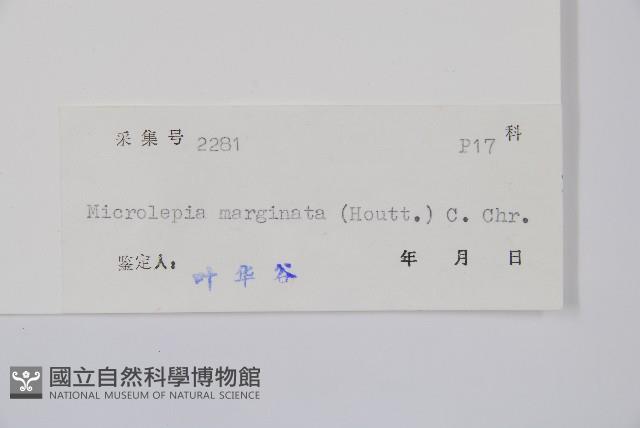 采集号 2281 P17 科
Microlepia marginata (Houtt.) C. Chr.
鉴定人: 叶华谷 年 月 日
國立自然科學博物館
NATIONAL MUSEUM OF NATURAL SCIENCE